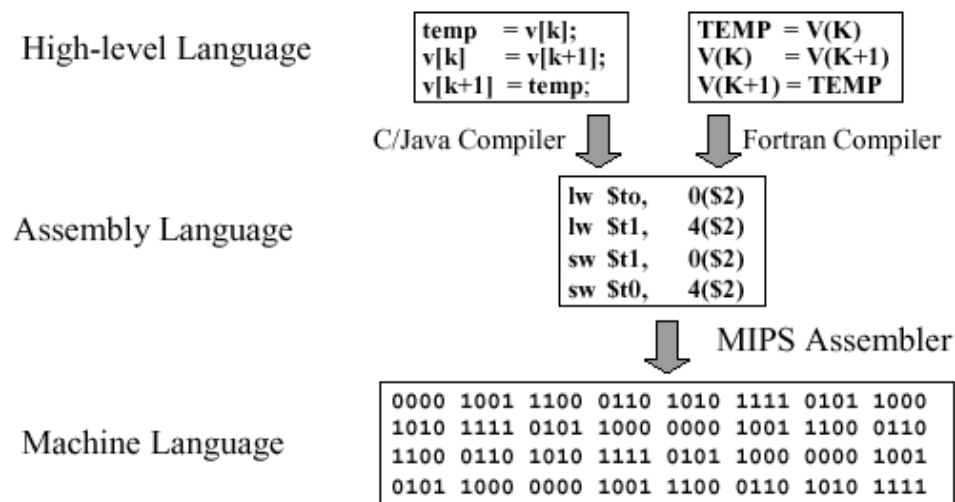 High-level Language
temp = v[k];
v[k] = v[k+1];
v[k+1] = temp;
TEMP = V(K)
V(K) = V(K+1)
V(K+1) = TEMP
C/Java Compiler
Fortran Compiler
Assembly Language
lw $to, 0($2)
lw $t1, 4($2)
sw $t1, 0($2)
sw $t0, 4($2)
MIPS Assembler
Machine Language
0000 1001 1100 0110 1010 1111 0101 1000
1010 1111 0101 1000 0000 1001 1100 0110
1100 0110 1010 1111 0101 1000 0000 1001
0101 1000 0000 1001 1100 0110 1010 1111